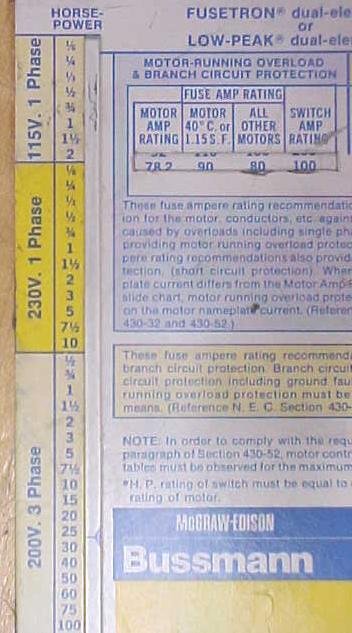 HORSE-
POWER
FUSETRON® dual-ele
or
LOW-PEAK® dual-ele
MOTOR-RUNNING OVERLOAD
& BRANCH CIRCUIT PROTECTION
FUSE AMP RATING
MOTOR AMP RATING
MOTOR 40° C. or 1.15 S.F.
ALL OTHER MOTORS
SWITCH AMP RATING
78.2 90 80 100
These fuse ampere rating recommendatio
ion for the motor, conductors, etc. agains
caused by overloads including single pha
providing motor running overload protec
pere rating recommendations also provid
tection, (short circuit protection). Wher
plate current differs from the Motor Amp R
slide chart, motor running overload prote
on the motor nameplate current. (Referen
430-32 and 430-52.)
These fuse ampere rating recommenda
branch circuit protection. Branch circuit
circuit protection including ground fau
running overload protection must be
means. (Reference N. E. C. Section 430-
NOTE: In order to comply with the requ
paragraph of Section 430-52, motor contr
tables must be observed for the maximum
*H. P. rating of switch must be equal to
rating of motor.
McGRAW-EDISON
Bussmann
115V. 1 Phase
⅙
¼
⅓
½
¾
1
1½
2
230V. 1 Phase
⅙
¼
⅓
½
¾
1
1½
2
3
5
7½
10
200V. 3 Phase
½
¾
1
1½
2
3
5
7½
10
15
20
25
30
40
50
60
75
100